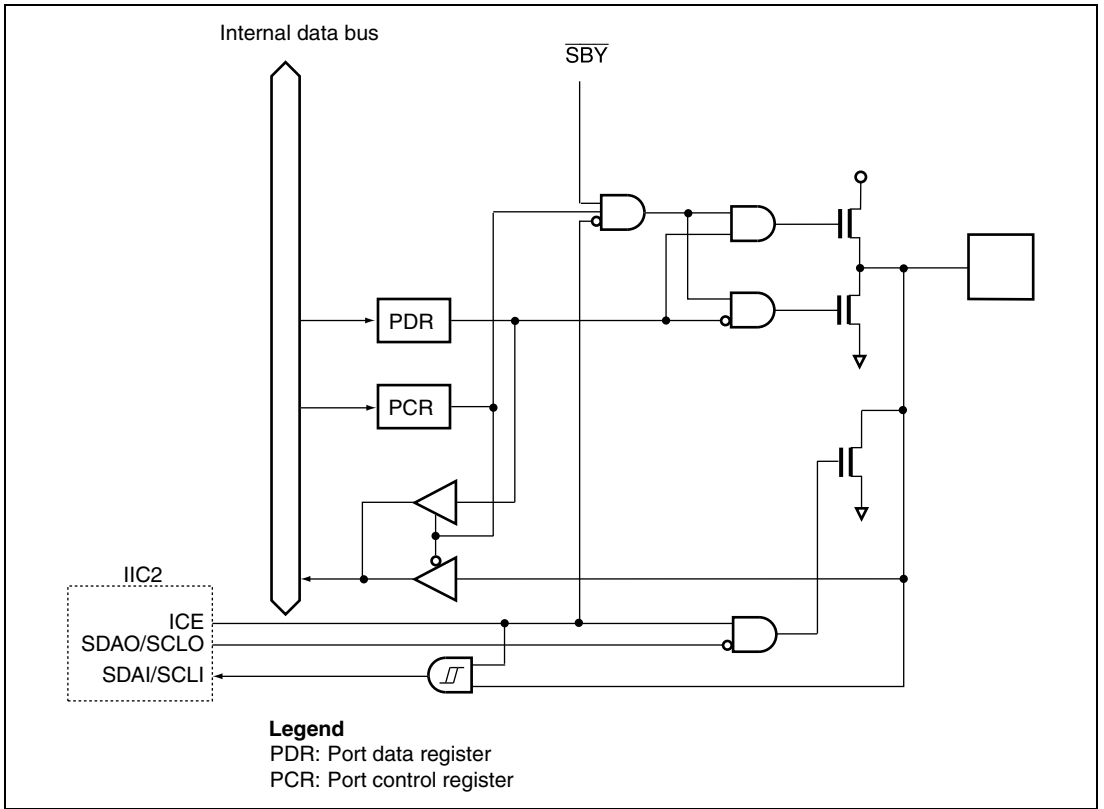 Internal data bus
S̅B̅Y̅
PDR
PCR
IIC2
ICE
SDAO/SCLO
SDAI/SCLI
Legend
PDR: Port data register
PCR: Port control register